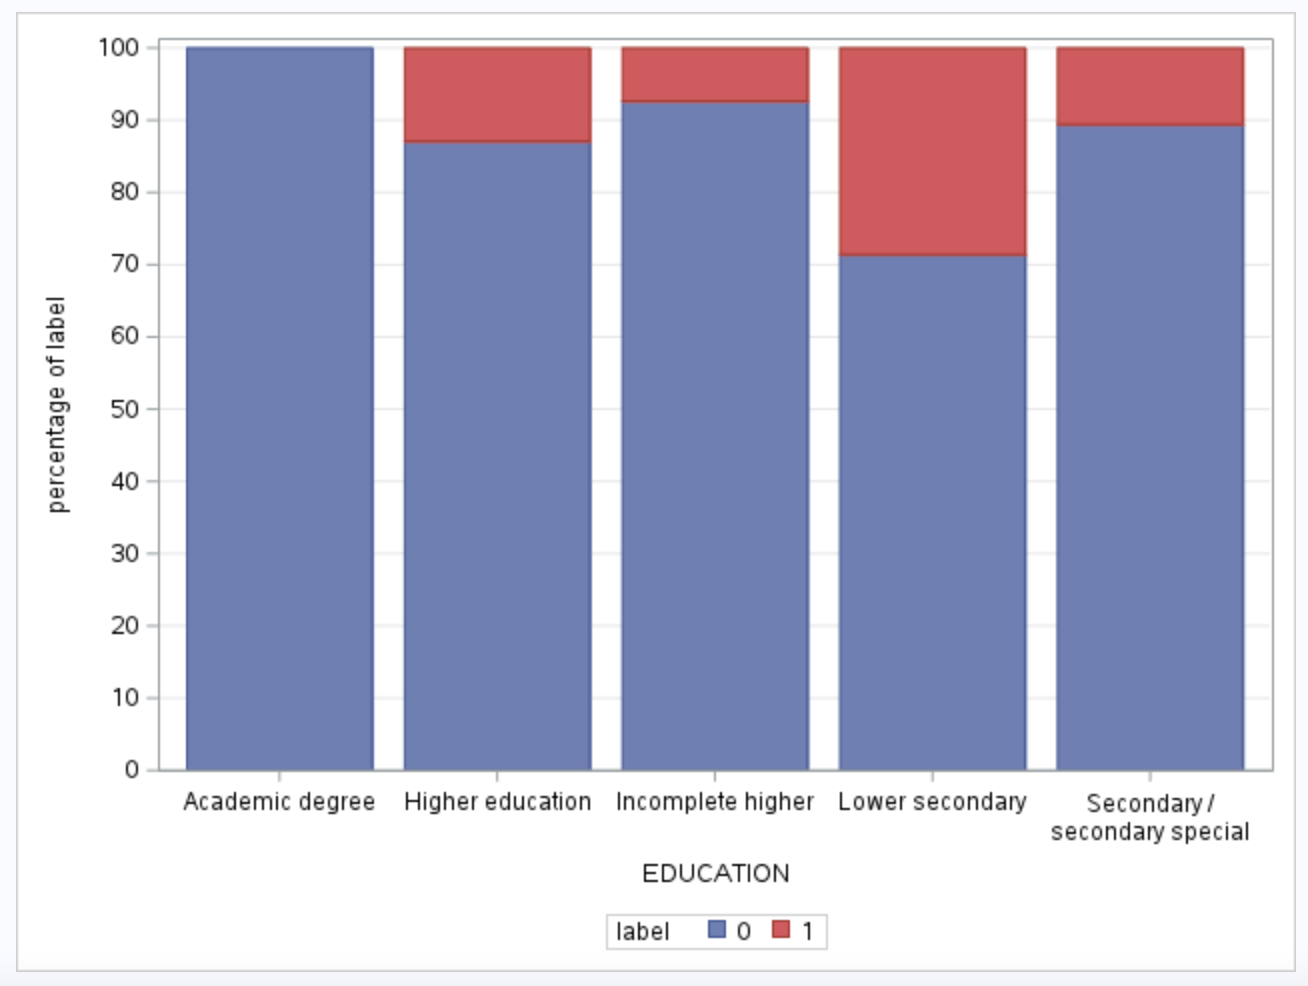 100
90
80
70
60
50
40
30
20
10
0
percentage of label
Academic degree
Higher education
Incomplete higher
Lower secondary
Secondary /
secondary special
EDUCATION
label 0 1